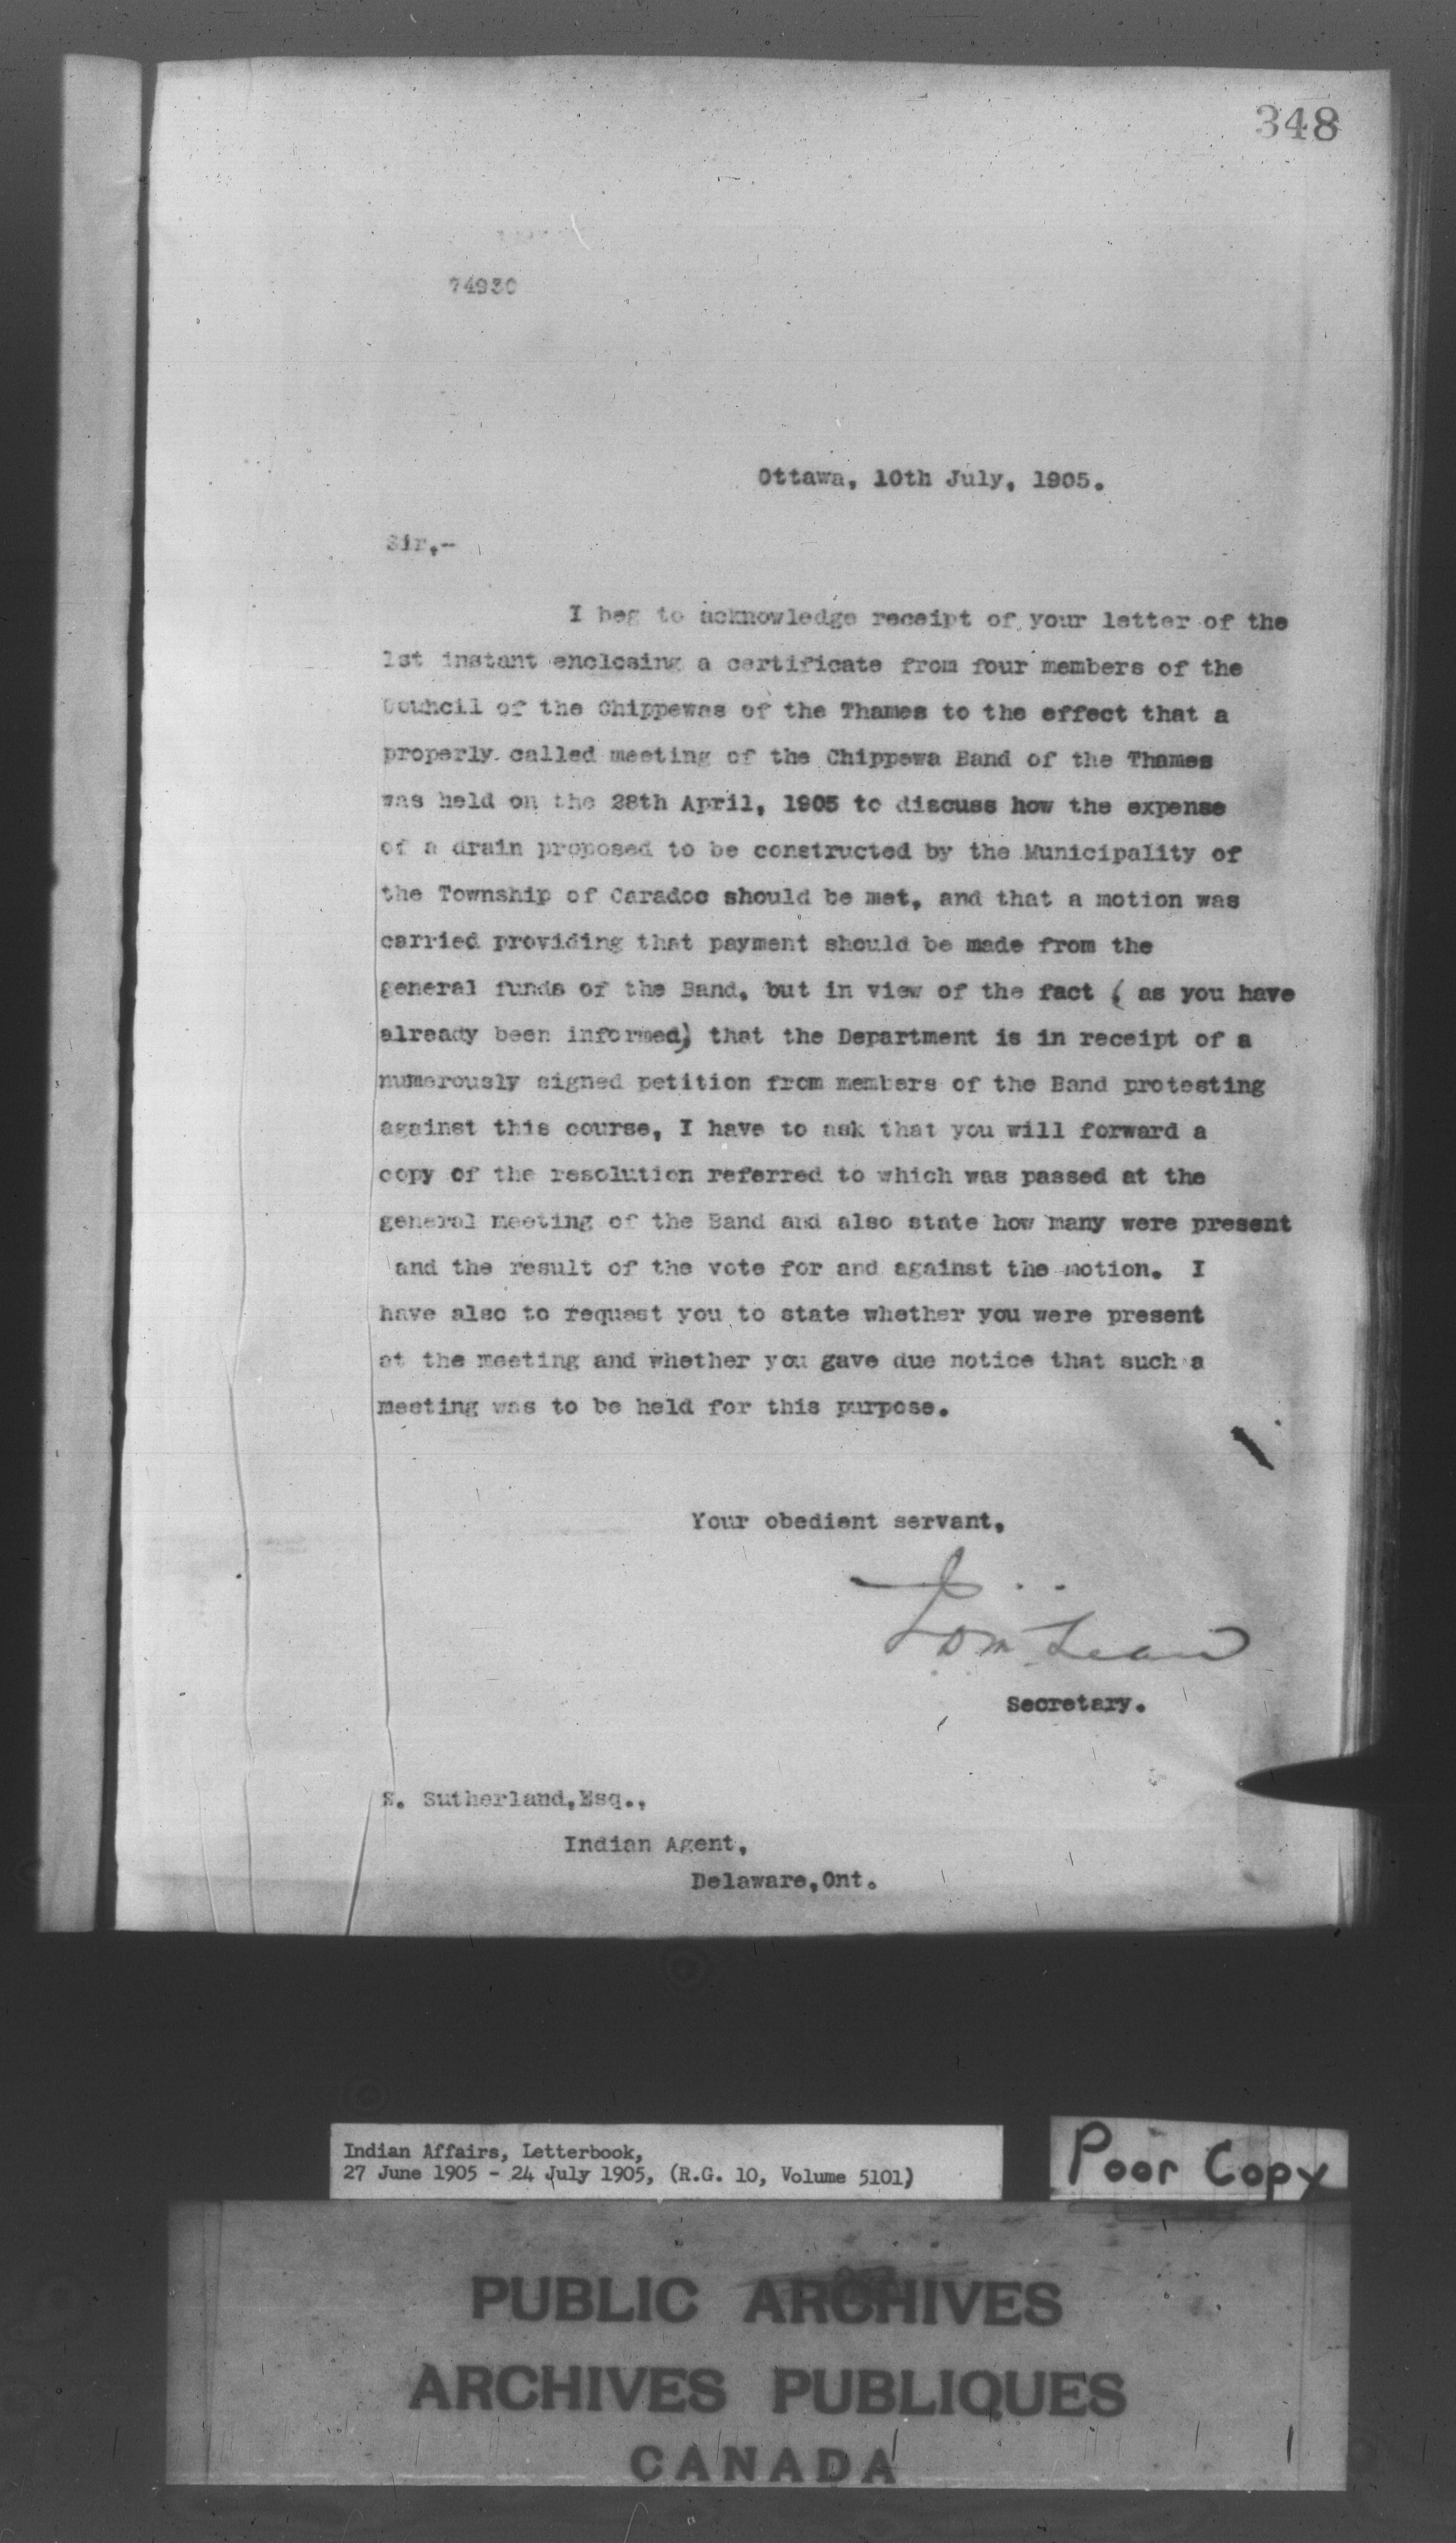 348
74930
Ottawa, 10th July, 1905.
Sir,-
I beg to acknowledge receipt of your letter of the
1st instant enclosing a certificate from four members of the
Council of the Chippewas of the Thames to the effect that a
properly called meeting of the Chippewa Band of the Thames
was held on the 28th April, 1905 to discuss how the expense
of a drain proposed to be constructed by the Municipality of
the Township of Caradoc should be met, and that a motion was
carried providing that payment should be made from the
general funds of the Band, but in view of the fact ( as you have
already been informed) that the Department is in receipt of a
numerously signed petition from members of the Band protesting
against this course, I have to ask that you will forward a
copy of the resolution referred to which was passed at the
general meeting of the Band and also state how many were present
and the result of the vote for and against the motion. I
have also to request you to state whether you were present
at the meeting and whether you gave due notice that such a
meeting was to be held for this purpose.
Your obedient servant,
Secretary.
S. Sutherland,Esq.,
Indian Agent,
Delaware,Ont.
Indian Affairs, Letterbook,
27 June 1905 - 24 July 1905, (R.G. 10, Volume 5101)
Poor Copy
PUBLIC ARCHIVES
ARCHIVES PUBLIQUES
CANADA